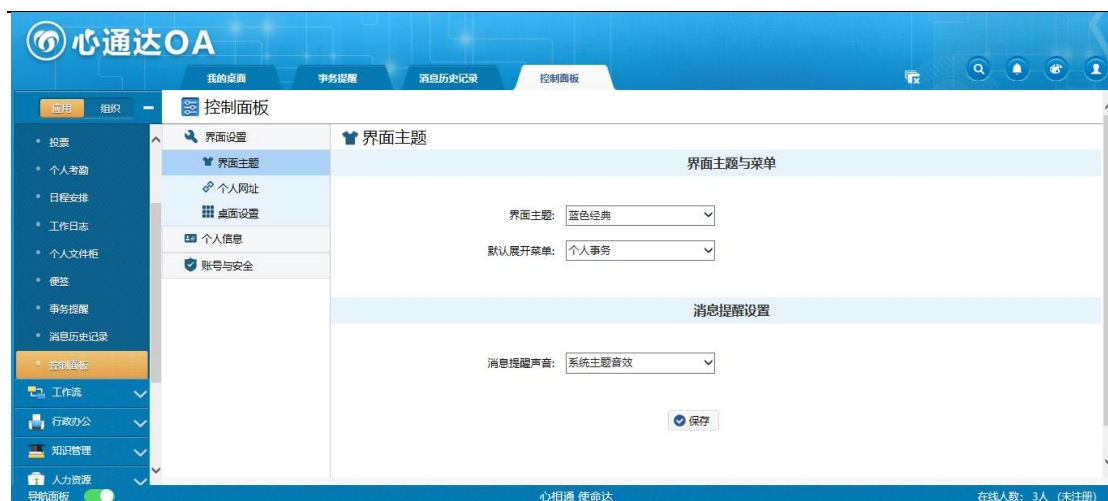 心通达OA
我的桌面 事务提醒 消息历史记录 控制面板
应用 组织
投票
个人考勤
日程安排
工作日志
个人文件柜
便签
事务提醒
消息历史记录
控制面板
工作流
行政办公
知识管理
人力资源
控制面板
界面设置
界面主题
个人网址
桌面设置
个人信息
账号与安全
界面主题
界面主题与菜单
界面主题: 蓝色经典
默认展开菜单: 个人事务
消息提醒设置
消息提醒声音: 系统主题音效
保存
导航面板 心相通 使命达 在线人数: 3人 (未注册)